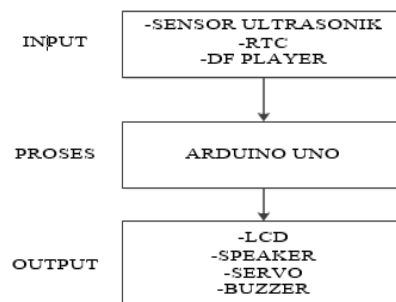 INPUT
-SENSOR ULTRASONIK
-RTC
-DF PLAYER
PROSES
ARDUINO UNO
OUTPUT
-LCD
-SPEAKER
-SERVO
-BUZZER